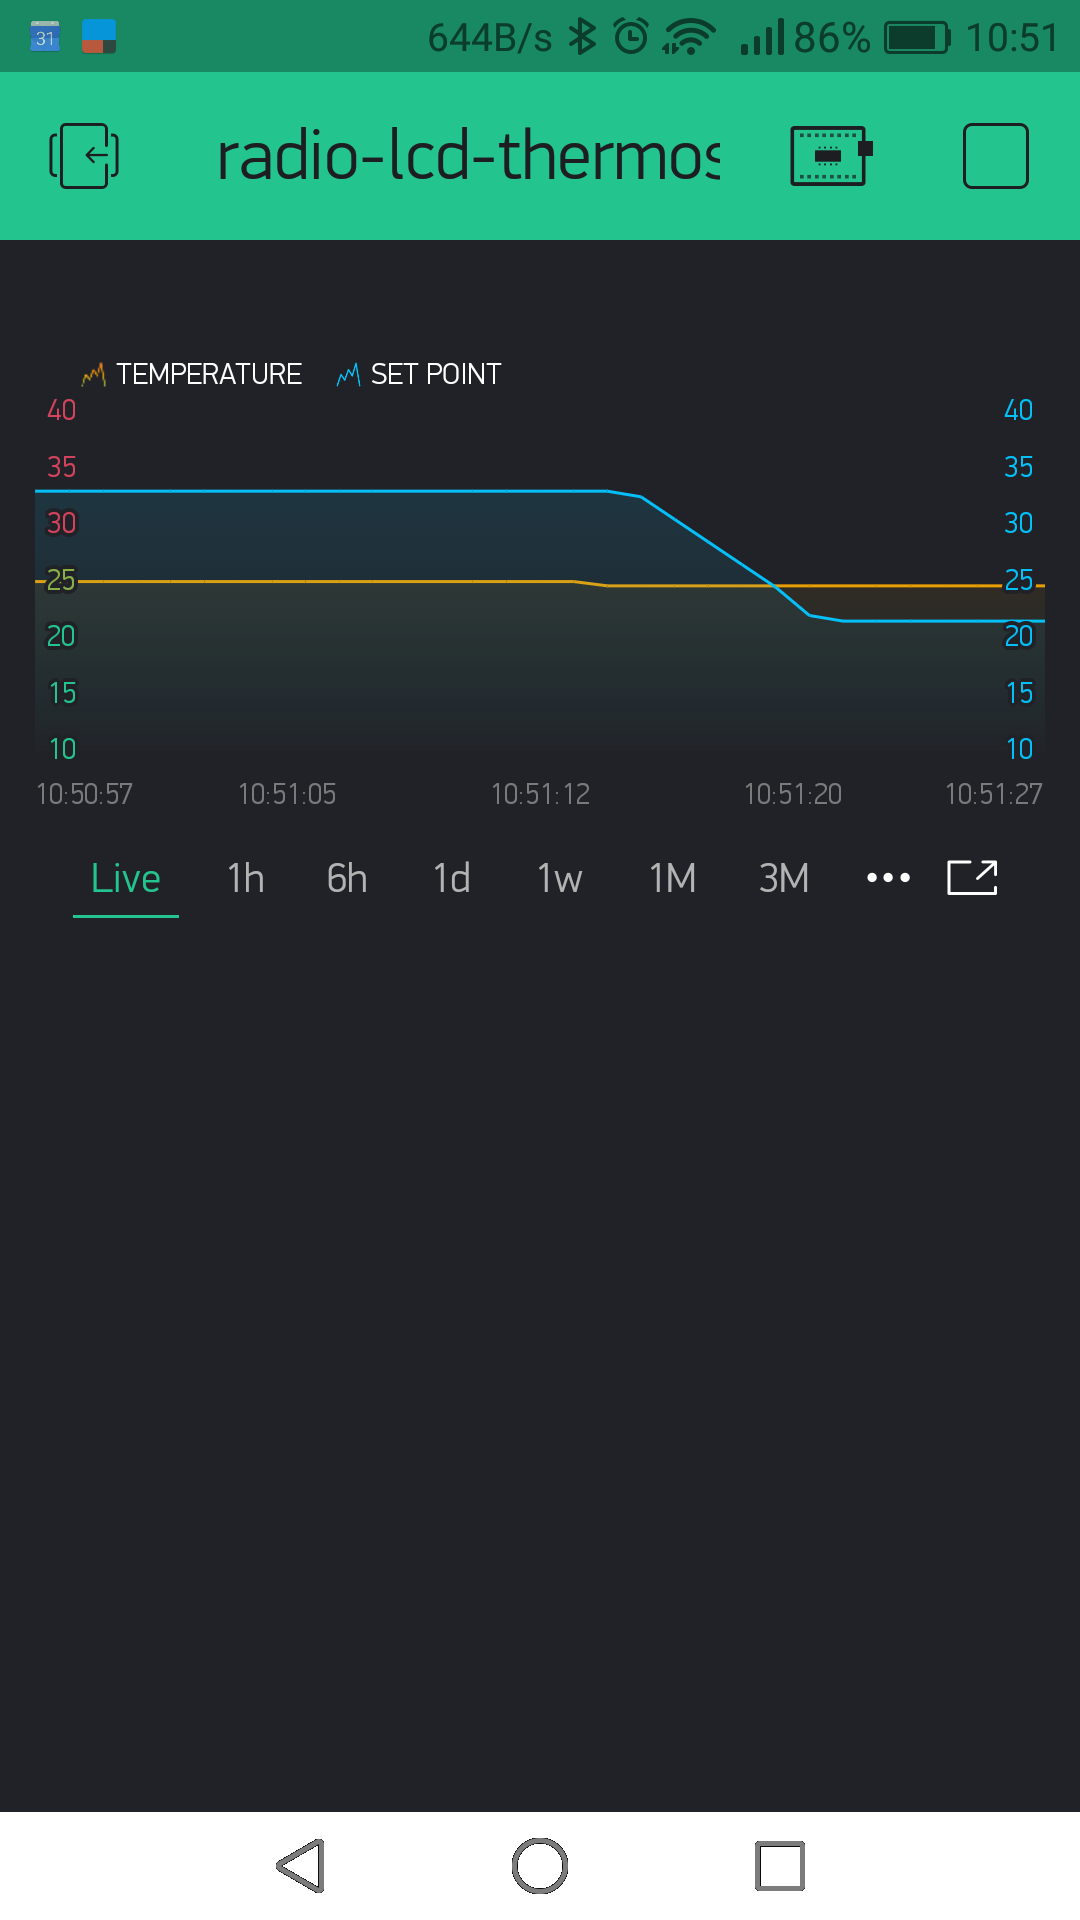 31 644B/s 86% 10:51
radio-lcd-thermos
TEMPERATURE SET POINT
40 40
35 35
30 30
25 25
20 20
15 15
10 10
10:50:57 10:51:05 10:51:12 10:51:20 10:51:27
Live 1h 6h 1d 1w 1M 3M •••